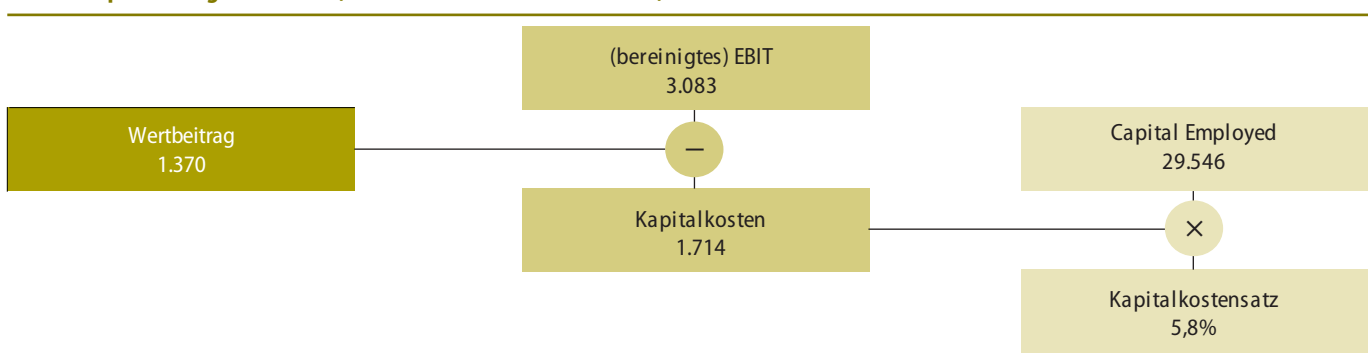 (bereinigtes) EBIT
3.083
Wertbeitrag
1.370
−
Capital Employed
29.546
Kapitalkosten
1.714
×
Kapitalkostensatz
5,8%